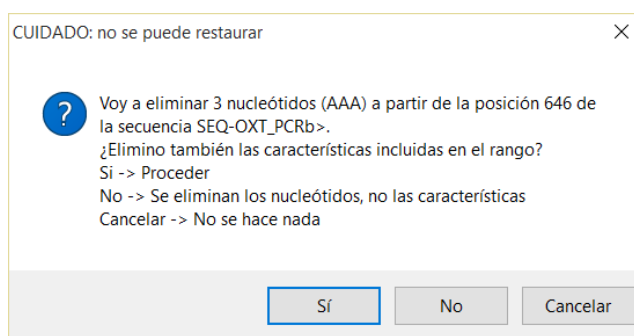 CUIDADO: no se puede restaurar
Voy a eliminar 3 nucleótidos (AAA) a partir de la posición 646 de
la secuencia SEQ-OXT_PCRb>.
¿Elimino también las características incluidas en el rango?
Si -> Proceder
No -> Se eliminan los nucleótidos, no las características
Cancelar -> No se hace nada
Sí
No
Cancelar